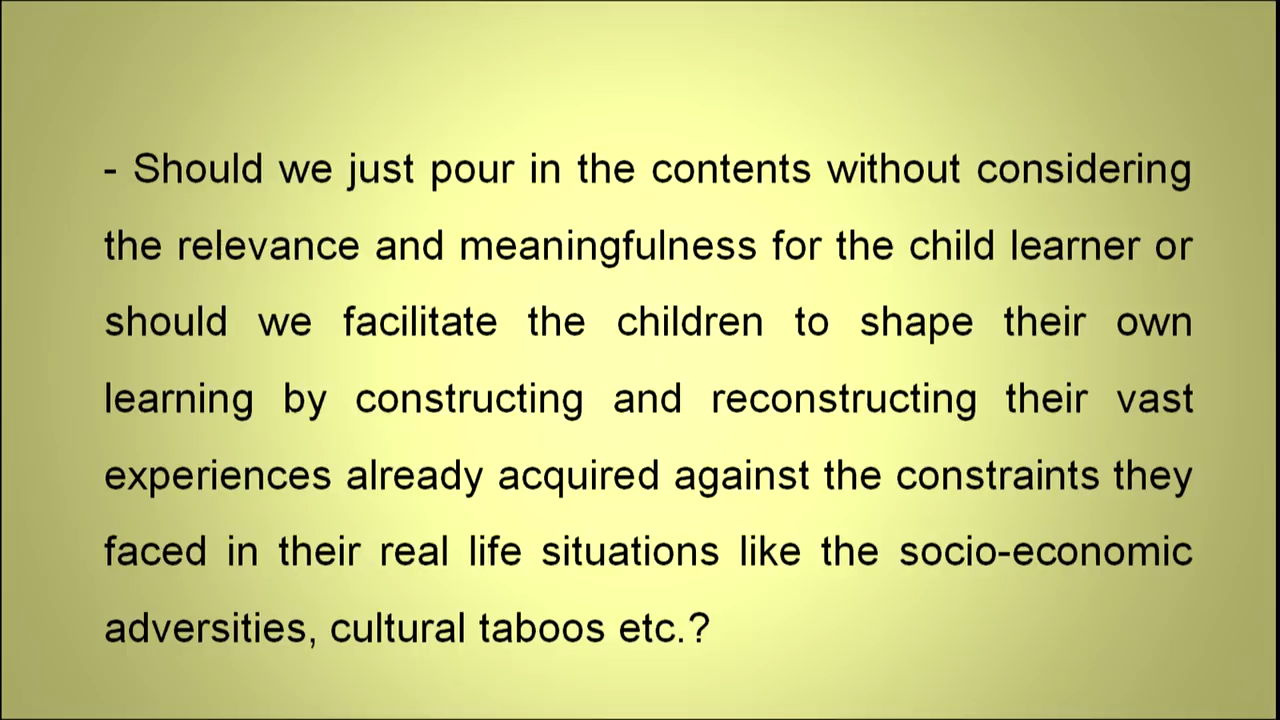 - Should we just pour in the contents without considering
the relevance and meaningfulness for the child learner or
should we facilitate the children to shape their own
learning by constructing and reconstructing their vast
experiences already acquired against the constraints they
faced in their real life situations like the socio-economic
adversities, cultural taboos etc.?